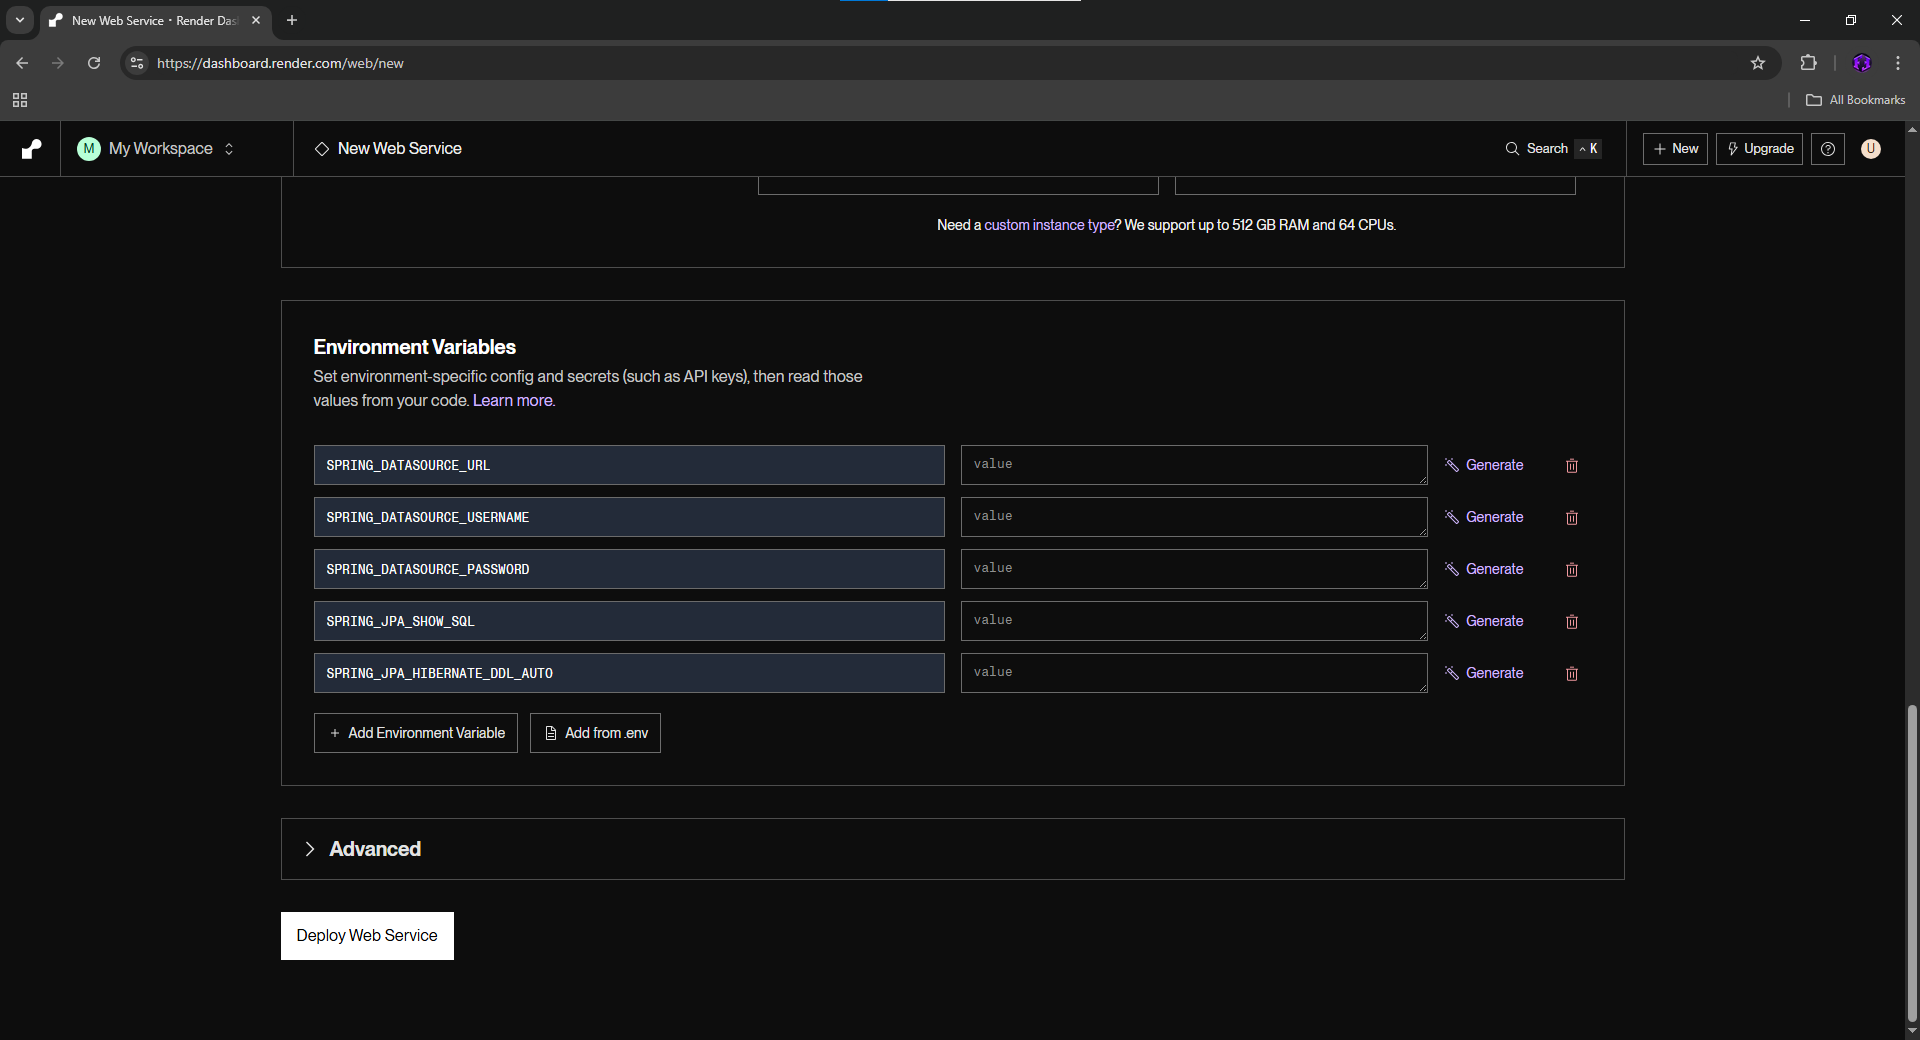 New Web Service · Render Das
https://dashboard.render.com/web/new
All Bookmarks
M My Workspace
New Web Service
Search ^ K
+ New
Upgrade
U
Need a custom instance type? We support up to 512 GB RAM and 64 CPUs.
Environment Variables
Set environment-specific config and secrets (such as API keys), then read those
values from your code. Learn more.
SPRING_DATASOURCE_URL value Generate
SPRING_DATASOURCE_USERNAME value Generate
SPRING_DATASOURCE_PASSWORD value Generate
SPRING_JPA_SHOW_SQL value Generate
SPRING_JPA_HIBERNATE_DDL_AUTO value Generate
+ Add Environment Variable
Add from .env
Advanced
Deploy Web Service